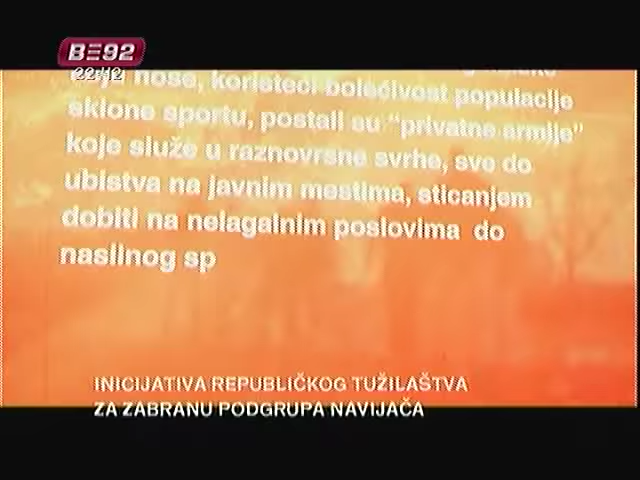 B92
22:12
nose, koristeći bolećivost populacije
sklone sportu, postali su "privatne armije"
koje služe u raznovrsne svrhe, sve do
ubistva na javnim mestima, sticanjem
dobiti na nelagalnim poslovima do
nasilnog sp
INICIJATIVA REPUBLIČKOG TUŽILAŠTVA
ZA ZABRANU PODGRUPA NAVIJAČA